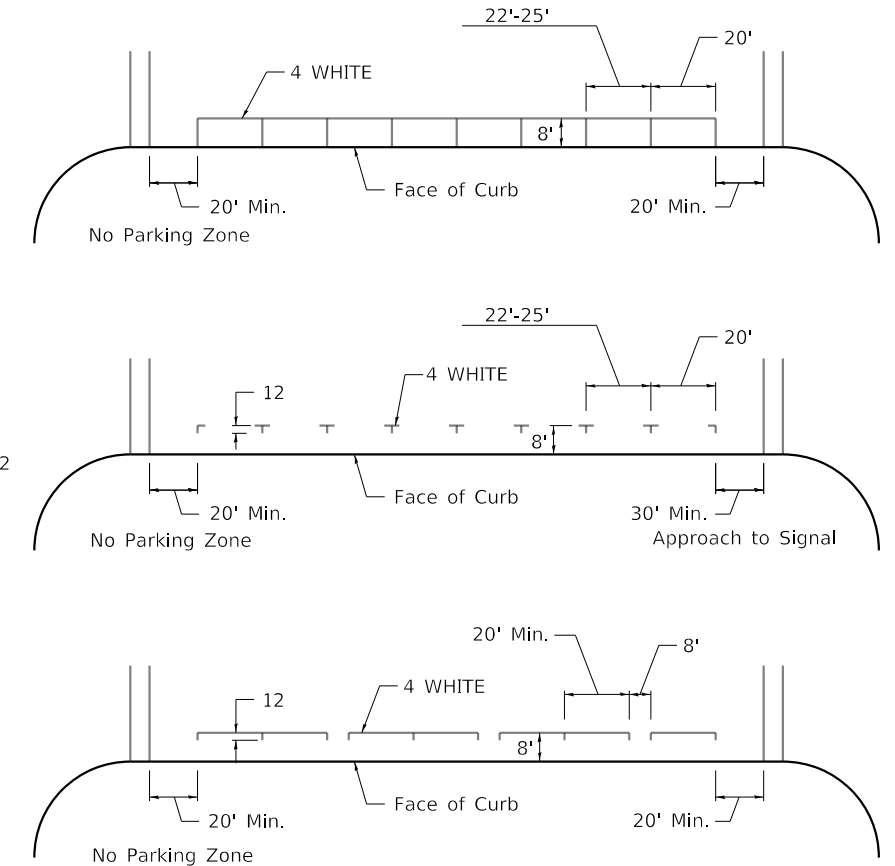 22'-25'
20'
4 WHITE
8'
Face of Curb
20' Min.
20' Min.
No Parking Zone
22'-25'
20'
12
4 WHITE
8'
2
Face of Curb
20' Min.
30' Min.
No Parking Zone
Approach to Signal
20' Min.
8'
12
4 WHITE
8'
Face of Curb
20' Min.
20' Min.
No Parking Zone